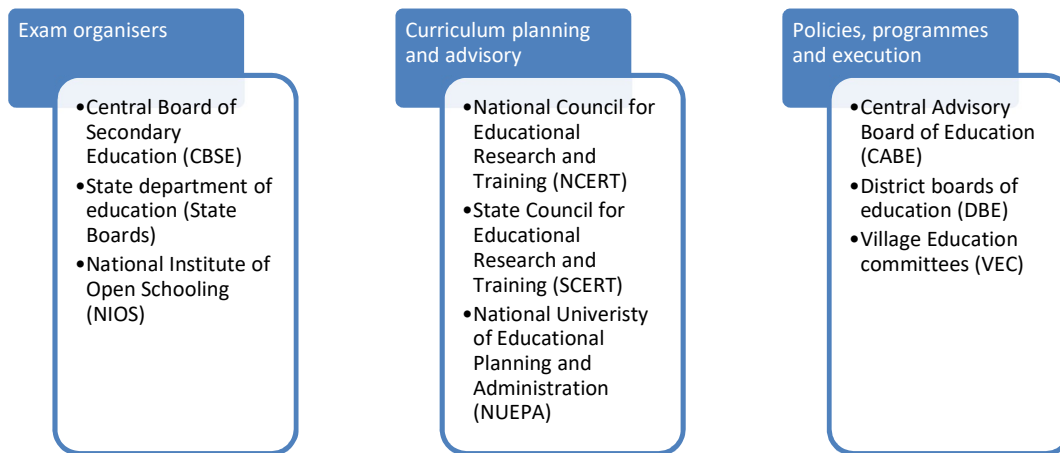 Exam organisers
•Central Board of
Secondary
Education (CBSE)
•State department of
education (State
Boards)
•National Institute of
Open Schooling
(NIOS)
Curriculum planning
and advisory
•National Council for
Educational
Research and
Training (NCERT)
•State Council for
Educational
Research and
Training (SCERT)
•National Univeristy
of Educational
Planning and
Administration
(NUEPA)
Policies, programmes
and execution
•Central Advisory
Board of Education
(CABE)
•District boards of
education (DBE)
•Village Education
committees (VEC)